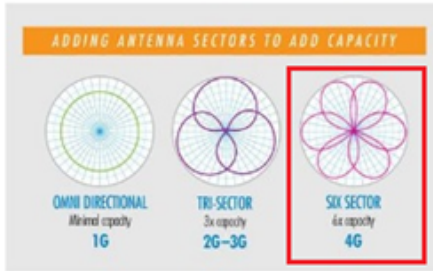 ADDING ANTENNA SECTORS TO ADD CAPACITY
OMNI DIRECTIONAL
Minimal capacity
1G
TRI-SECTOR
3x capacity
2G-3G
SIX SECTOR
6x capacity
4G